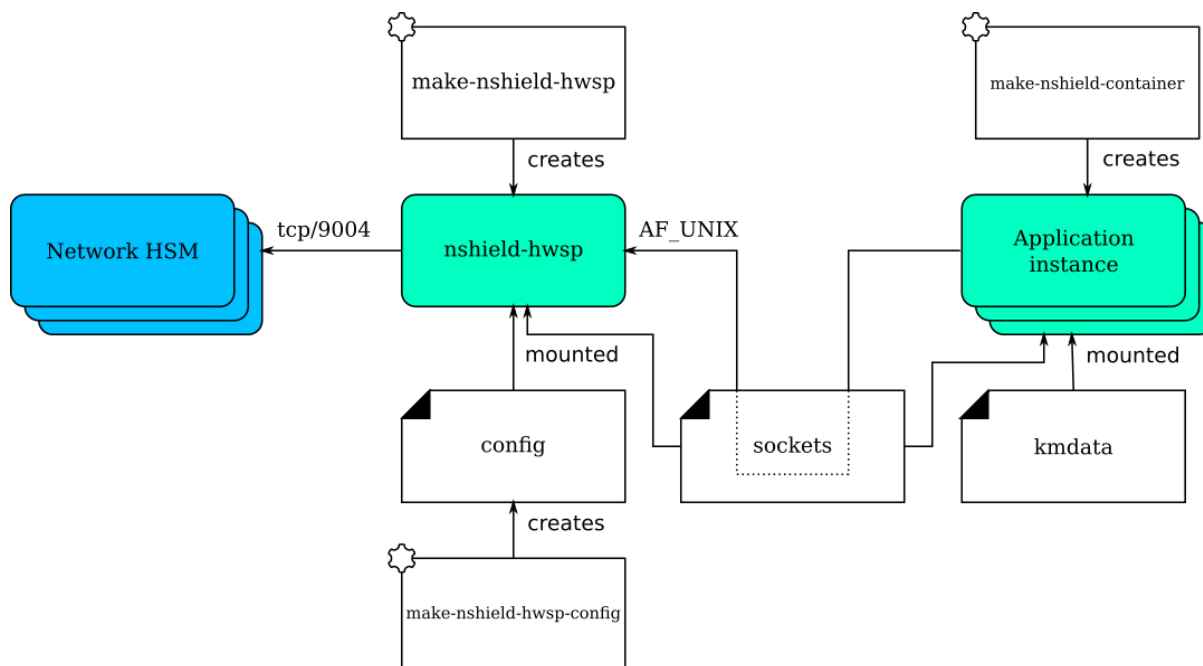 make-nshield-hwsp
make-nshield-container
creates
creates
tcp/9004
AF_UNIX
Network HSM
nshield-hwsp
Application
instance
mounted
mounted
config
sockets
kmdata
creates
make-nshield-hwsp-config